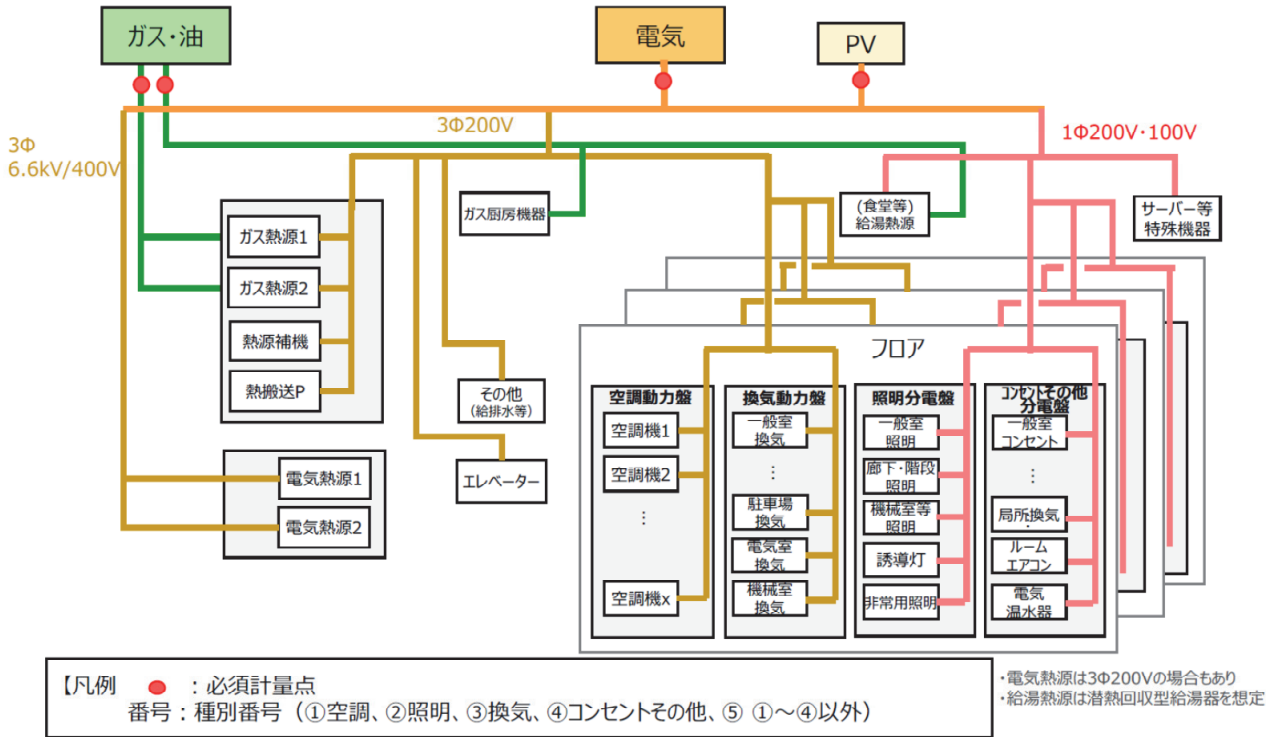 ガス・油
電気
PV
3Φ
6.6kV/400V
3Φ200V
1Φ200V・100V
ガス熱源1
ガス熱源2
熱源補機
熱搬送P
電気熱源1
電気熱源2
ガス厨房機器
その他
(給排水等)
エレベーター
(食堂等)
給湯熱源
サーバー等
特殊機器
フロア
空調動力盤
空調機1
空調機2
⋮
空調機x
換気動力盤
一般室
換気
⋮
駐車場
換気
電気室
換気
機械室
換気
照明分電盤
一般室
照明
廊下・階段
照明
機械室等
照明
誘導灯
非常用照明
コンセントその他
分電盤
一般室
コンセント
⋮
局所換気
ルーム
エアコン
電気
温水器
【凡例 ● : 必須計量点
番号 : 種別番号 (①空調、②照明、③換気、④コンセントその他、⑤ ①～④以外)
・電気熱源は3Φ200Vの場合もあり
・給湯熱源は潜熱回収型給湯器を想定